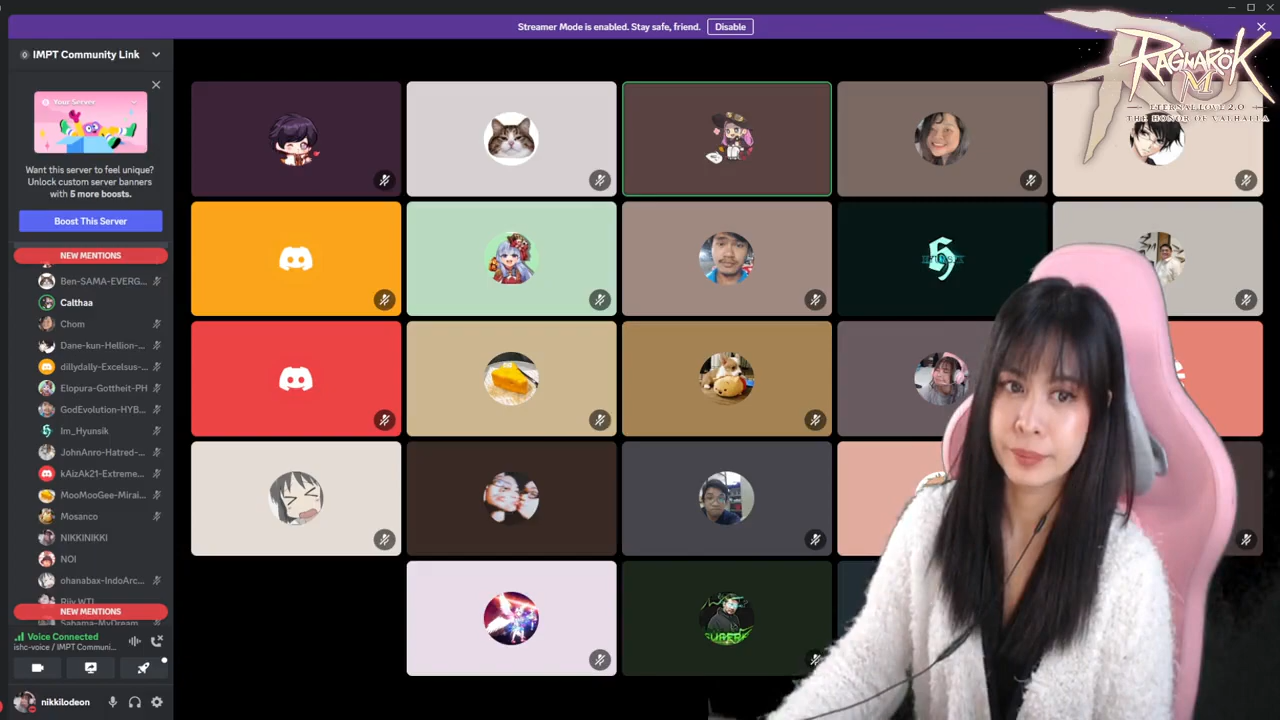 Streamer Mode is enabled. Stay safe, friend.
Disable
IMPT Community Link
Your Server
Want this server to feel unique?
Unlock custom server banners
with 5 more boosts.
Boost This Server
NEW MENTIONS
Ben-SAMA-EVERG...
Calthaa
Chom
Dane-kun-Hellion-...
dillydally-Excelsus-...
Elopura-Gottheit-PH
GodEvolution-HYB...
Im_Hyunsik
JohnAnro-Hatred-...
kAizAk21-Extreme...
MooMooGee-Mirai...
Mosanco
NIKKINIKKI
NOI
ohanabax-IndoArc...
NEW MENTIONS
Voice Connected
ishc-voice / IMPT Communi...
nikkilodeon
RAGNARÖK
M
ETERNAL LOVE 2.0
THE HONOR OF VALHALLA